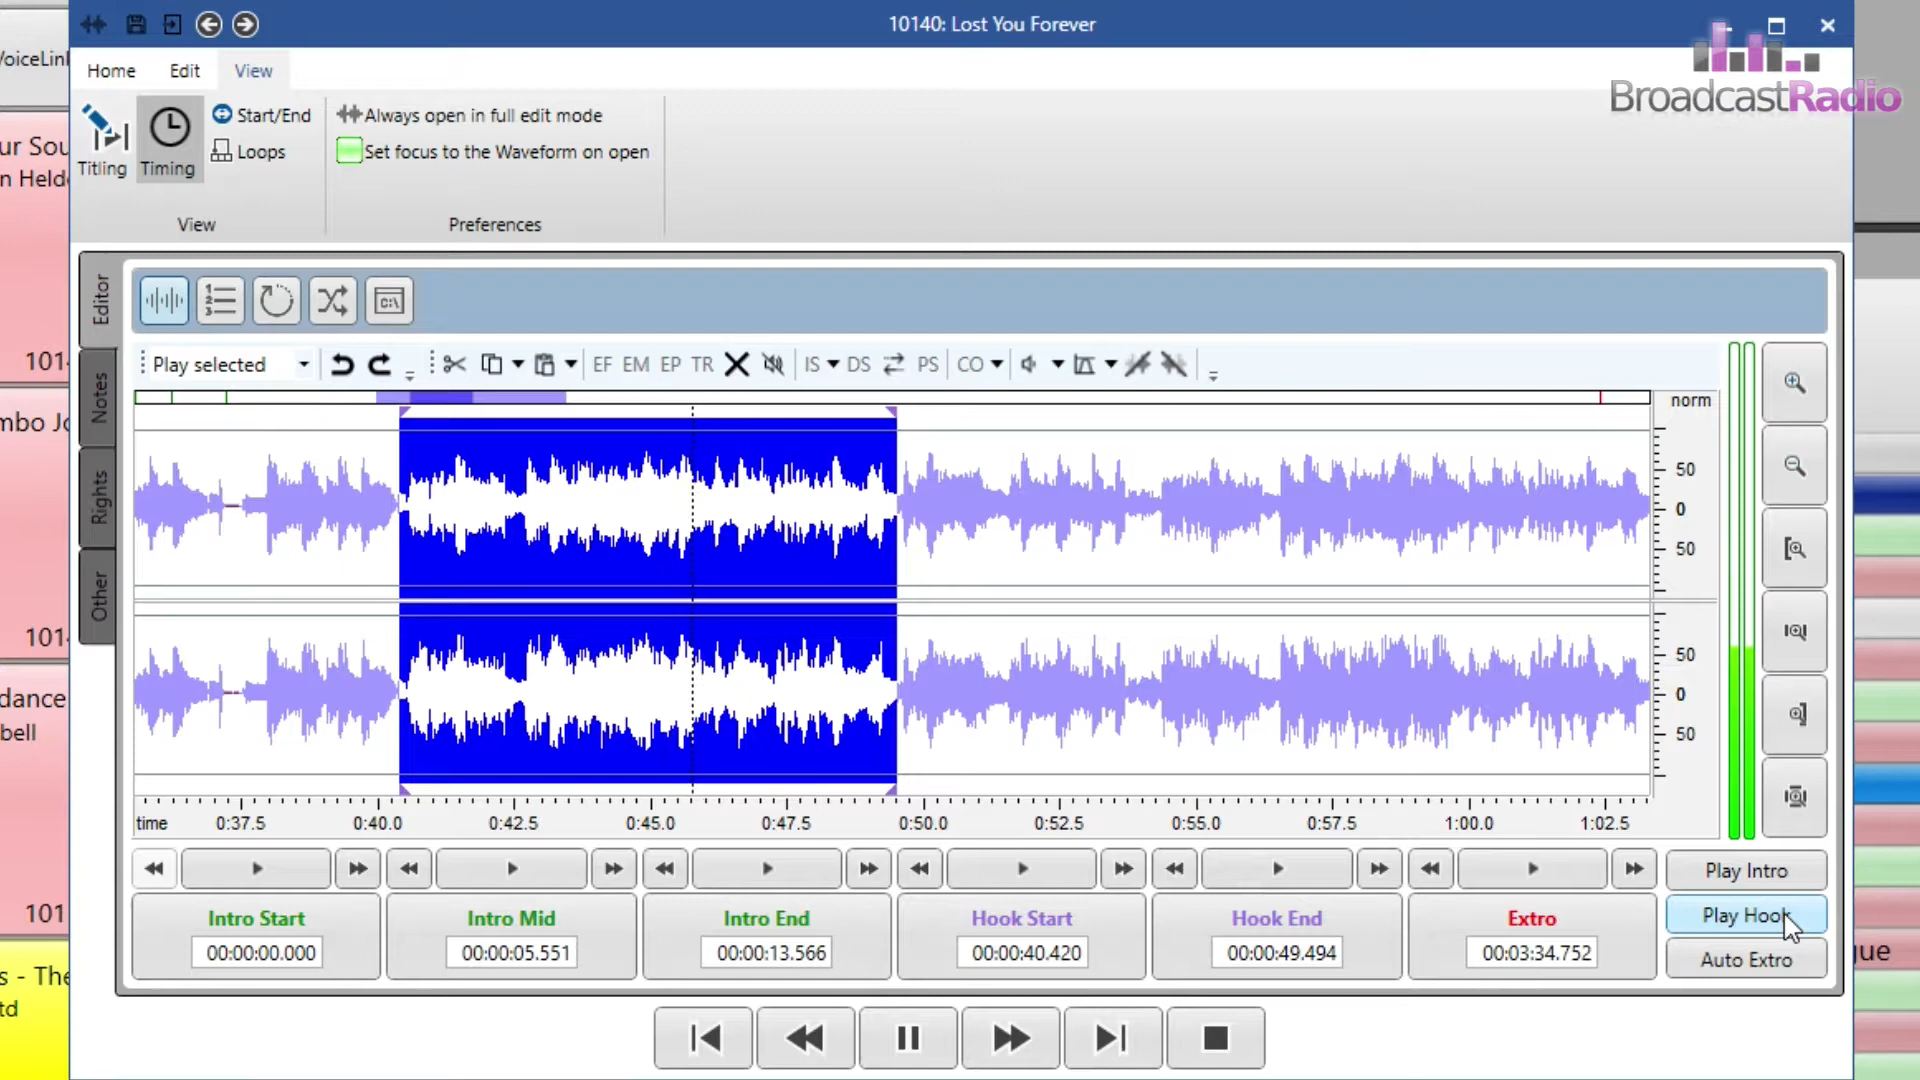 10140: Lost You Forever
BroadcastRadio
Home Edit View
Titling
Timing
Start/End
Loops
View
Always open in full edit mode
Set focus to the Waveform on open
Preferences
Editor
Notes
Rights
Other
Play selected
EF EM EP TR
IS DS PS CO
norm
50
0
50
50
0
50
time 0:37.5 0:40.0 0:42.5 0:45.0 0:47.5 0:50.0 0:52.5 0:55.0 0:57.5 1:00.0 1:02.5
Intro Start
00:00:00.000
Intro Mid
00:00:05.551
Intro End
00:00:13.566
Hook Start
00:00:40.420
Hook End
00:00:49.494
Extro
00:03:34.752
Play Intro
Play Hook
Auto Extro
101
s - The
td
dance
bell